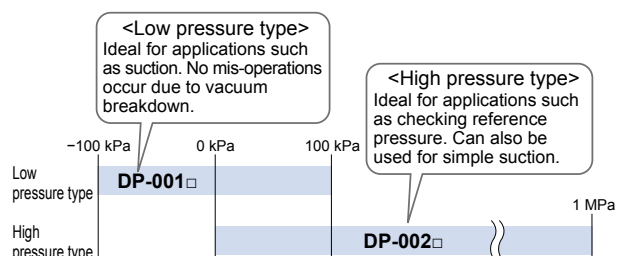 <Low pressure type>
Ideal for applications such
as suction. No mis-operations
occur due to vacuum
breakdown.
<High pressure type>
Ideal for applications such
as checking reference
pressure. Can also be
used for simple suction.
−100 kPa 0 kPa 100 kPa
Low
pressure type
DP-001□
1 MPa
High
pressure type
DP-002□